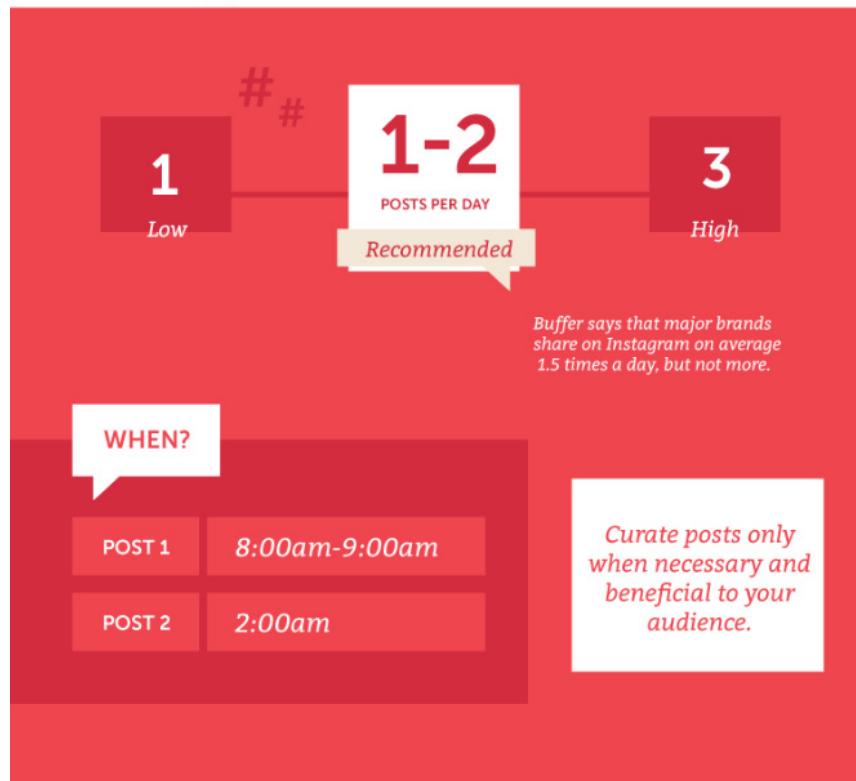 # #
1
Low
1-2
POSTS PER DAY
Recommended
3
High
Buffer says that major brands
share on Instagram on average
1.5 times a day, but not more.
WHEN?
POST 1 8:00am-9:00am
POST 2 2:00am
Curate posts only
when necessary and
beneficial to your
audience.